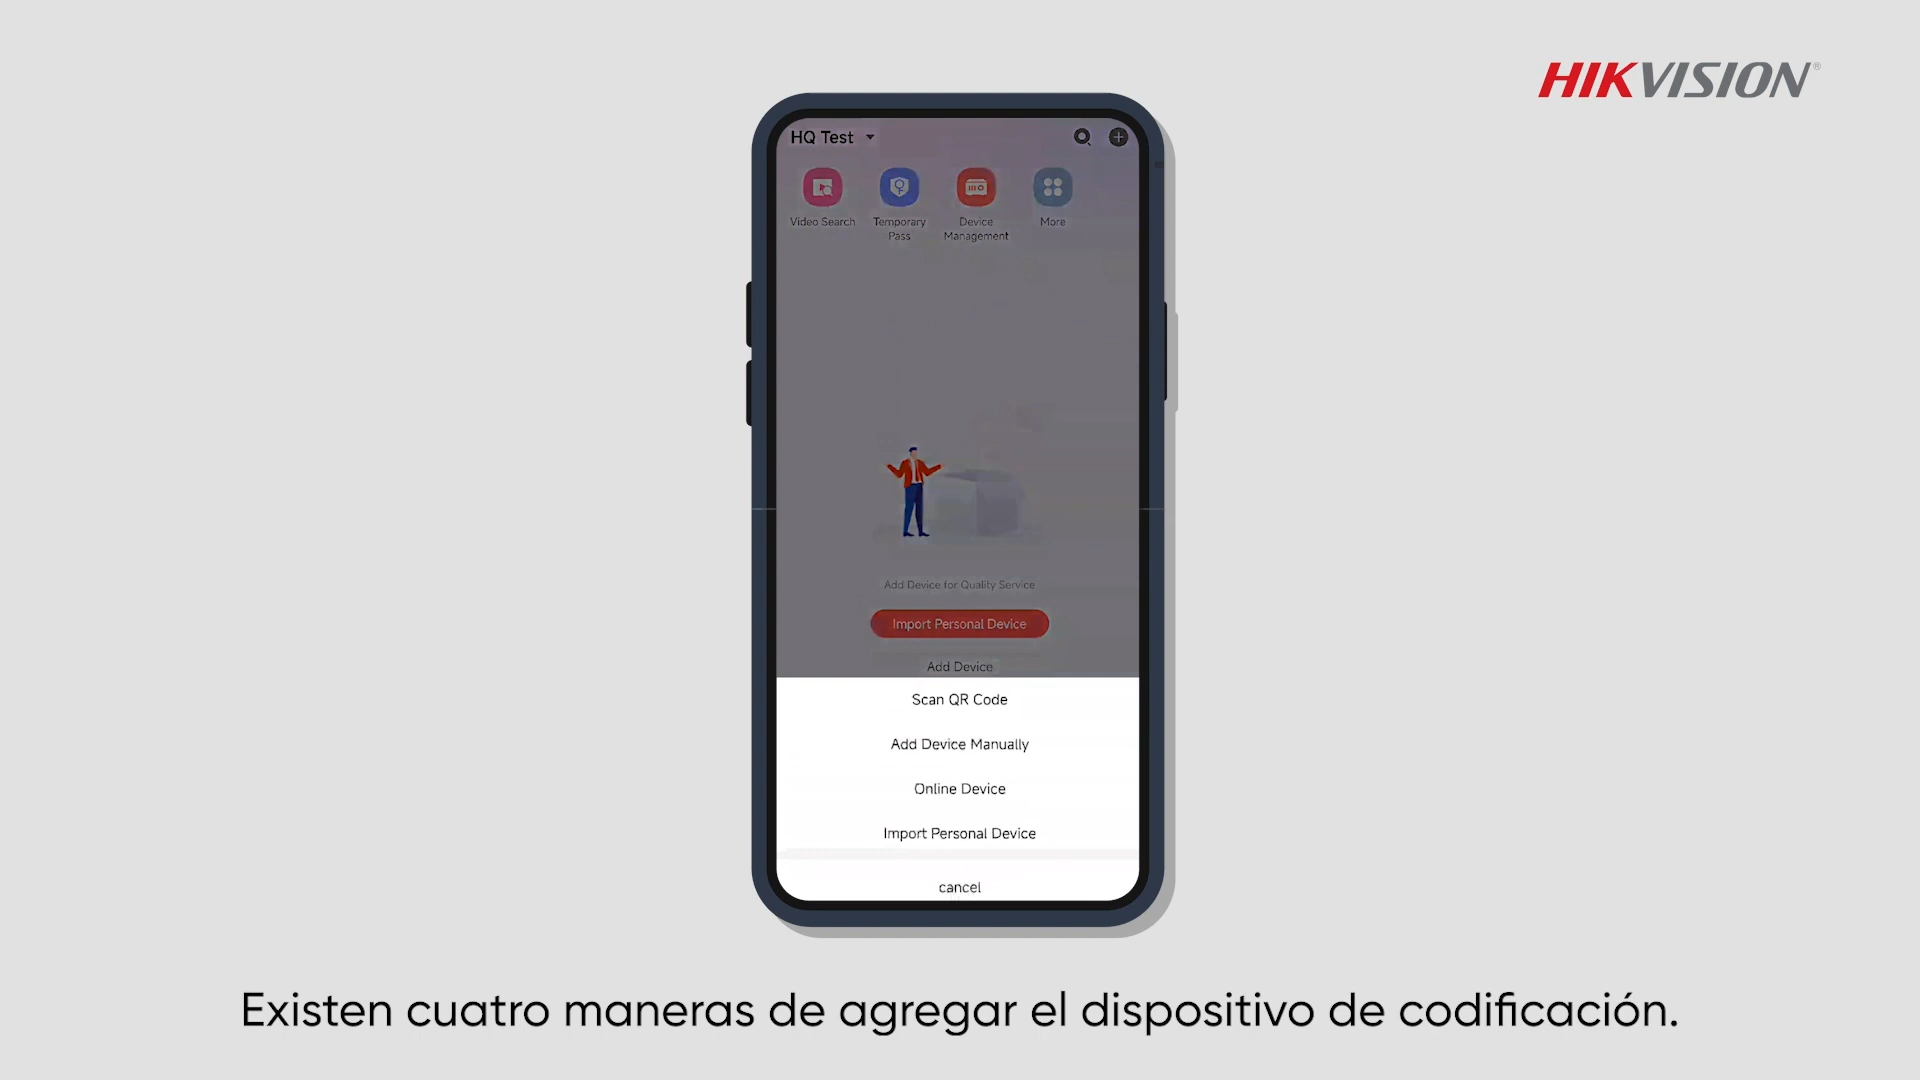 HIKVISION®
HQ Test
Video Search
Temporary
Pass
Device
Management
More
Add Device for Quality Service
Import Personal Device
Add Device
Scan QR Code
Add Device Manually
Online Device
Import Personal Device
cancel
Existen cuatro maneras de agregar el dispositivo de codificación.